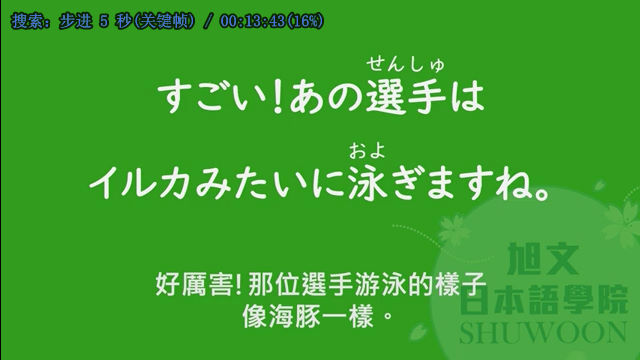 搜索: 步进 5 秒(关键帧) / 00:13:43(16%)
せんしゅ
すごい!あの選手は
およ
イルカみたいに泳ぎますね。
好厲害!那位選手游泳的樣子
像海豚一樣。
旭文
日本語學院
SHUWOON